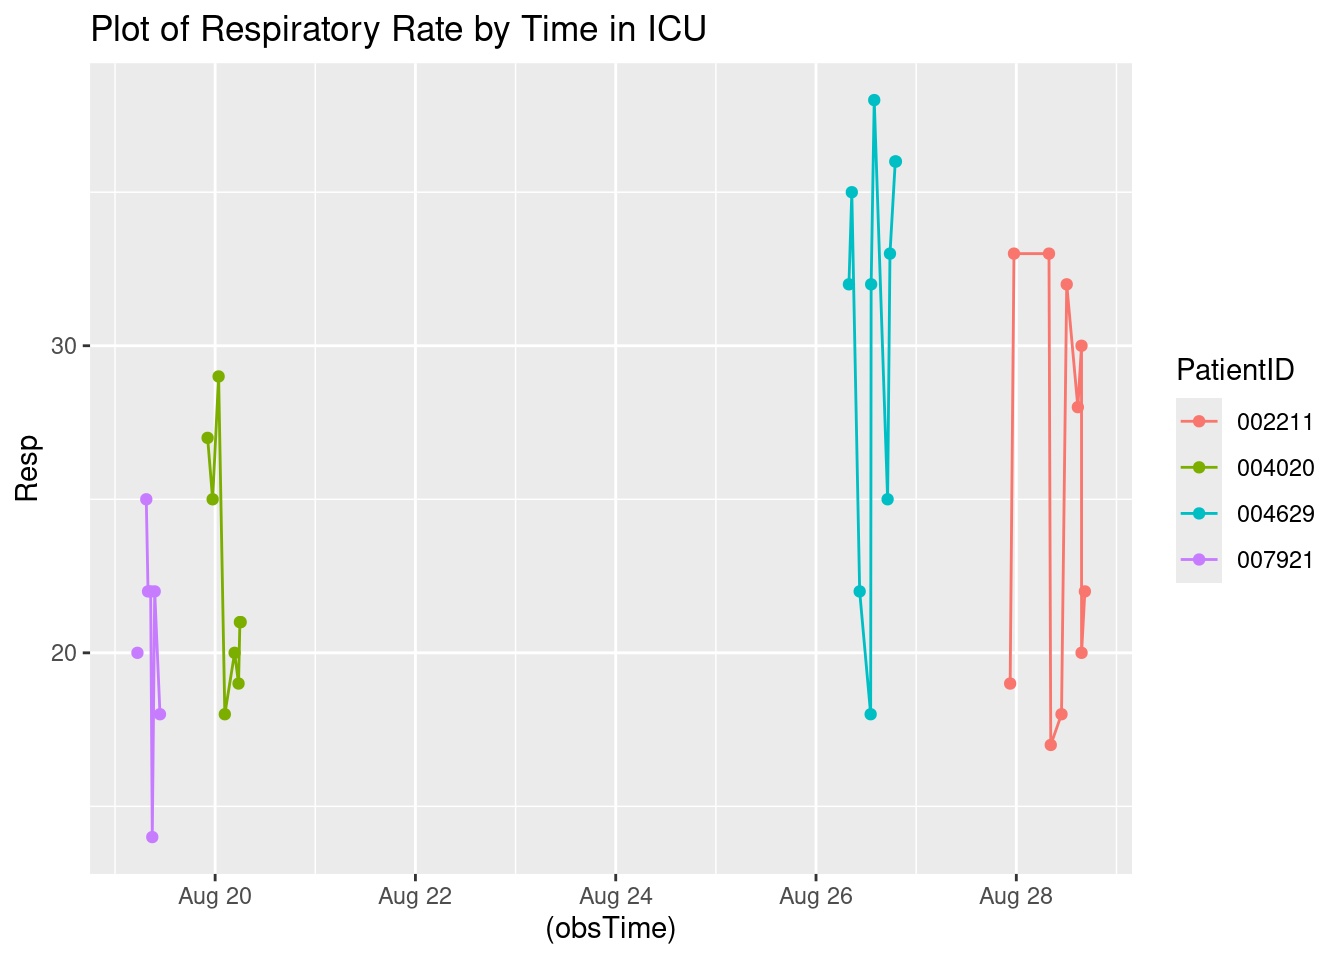 Plot of Respiratory Rate by Time in ICU
Resp
30
20
Aug 20
Aug 22
Aug 24
Aug 26
Aug 28
(obsTime)
PatientID
002211
004020
004629
007921